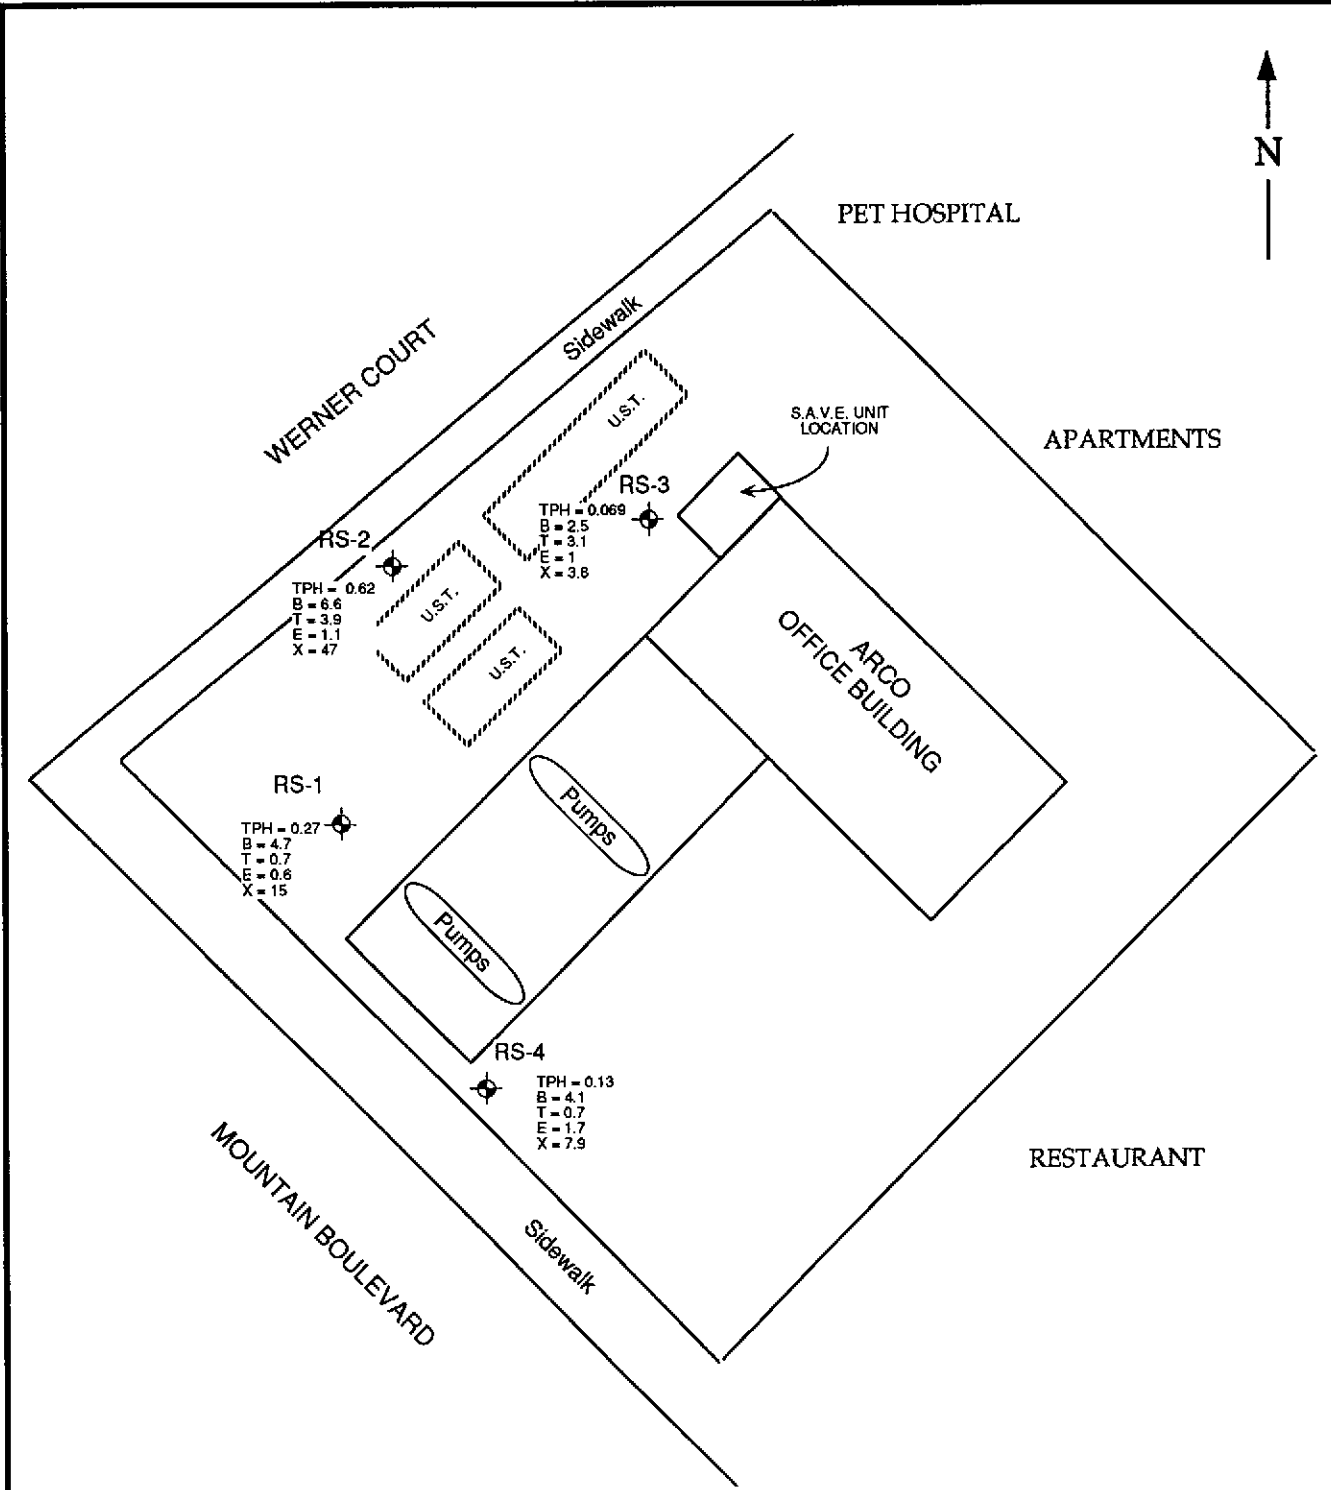 N
PET HOSPITAL
Sidewalk
WERNER COURT
U.S.T.
S.A.V.E. UNIT
LOCATION
APARTMENTS
RS-3
TPH = 0.069
B = 2.5
T = 3.1
E = 1
X = 3.6
RS-2
TPH = 0.62
B = 6.6
T = 3.9
E = 1.1
X = 47
U.S.T.
U.S.T.
ARCO
OFFICE BUILDING
RS-1
TPH = 0.27
B = 4.7
T = 0.7
E = 0.6
X = 15
Pumps
Pumps
RS-4
TPH = 0.13
B = 4.1
T = 0.7
E = 1.7
X = 7.9
MOUNTAIN BOULEVARD
RESTAURANT
Sidewalk